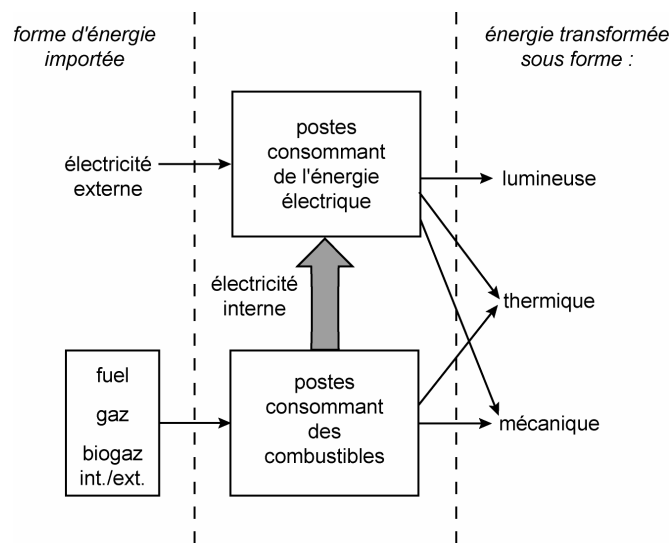 forme d'énergie
importée
énergie transformée
sous forme :
postes
consommant
de l'énergie
électrique
électricité
externe
lumineuse
électricité
interne
thermique
fuel
gaz
biogaz
int./ext.
postes
consommant
des
combustibles
mécanique